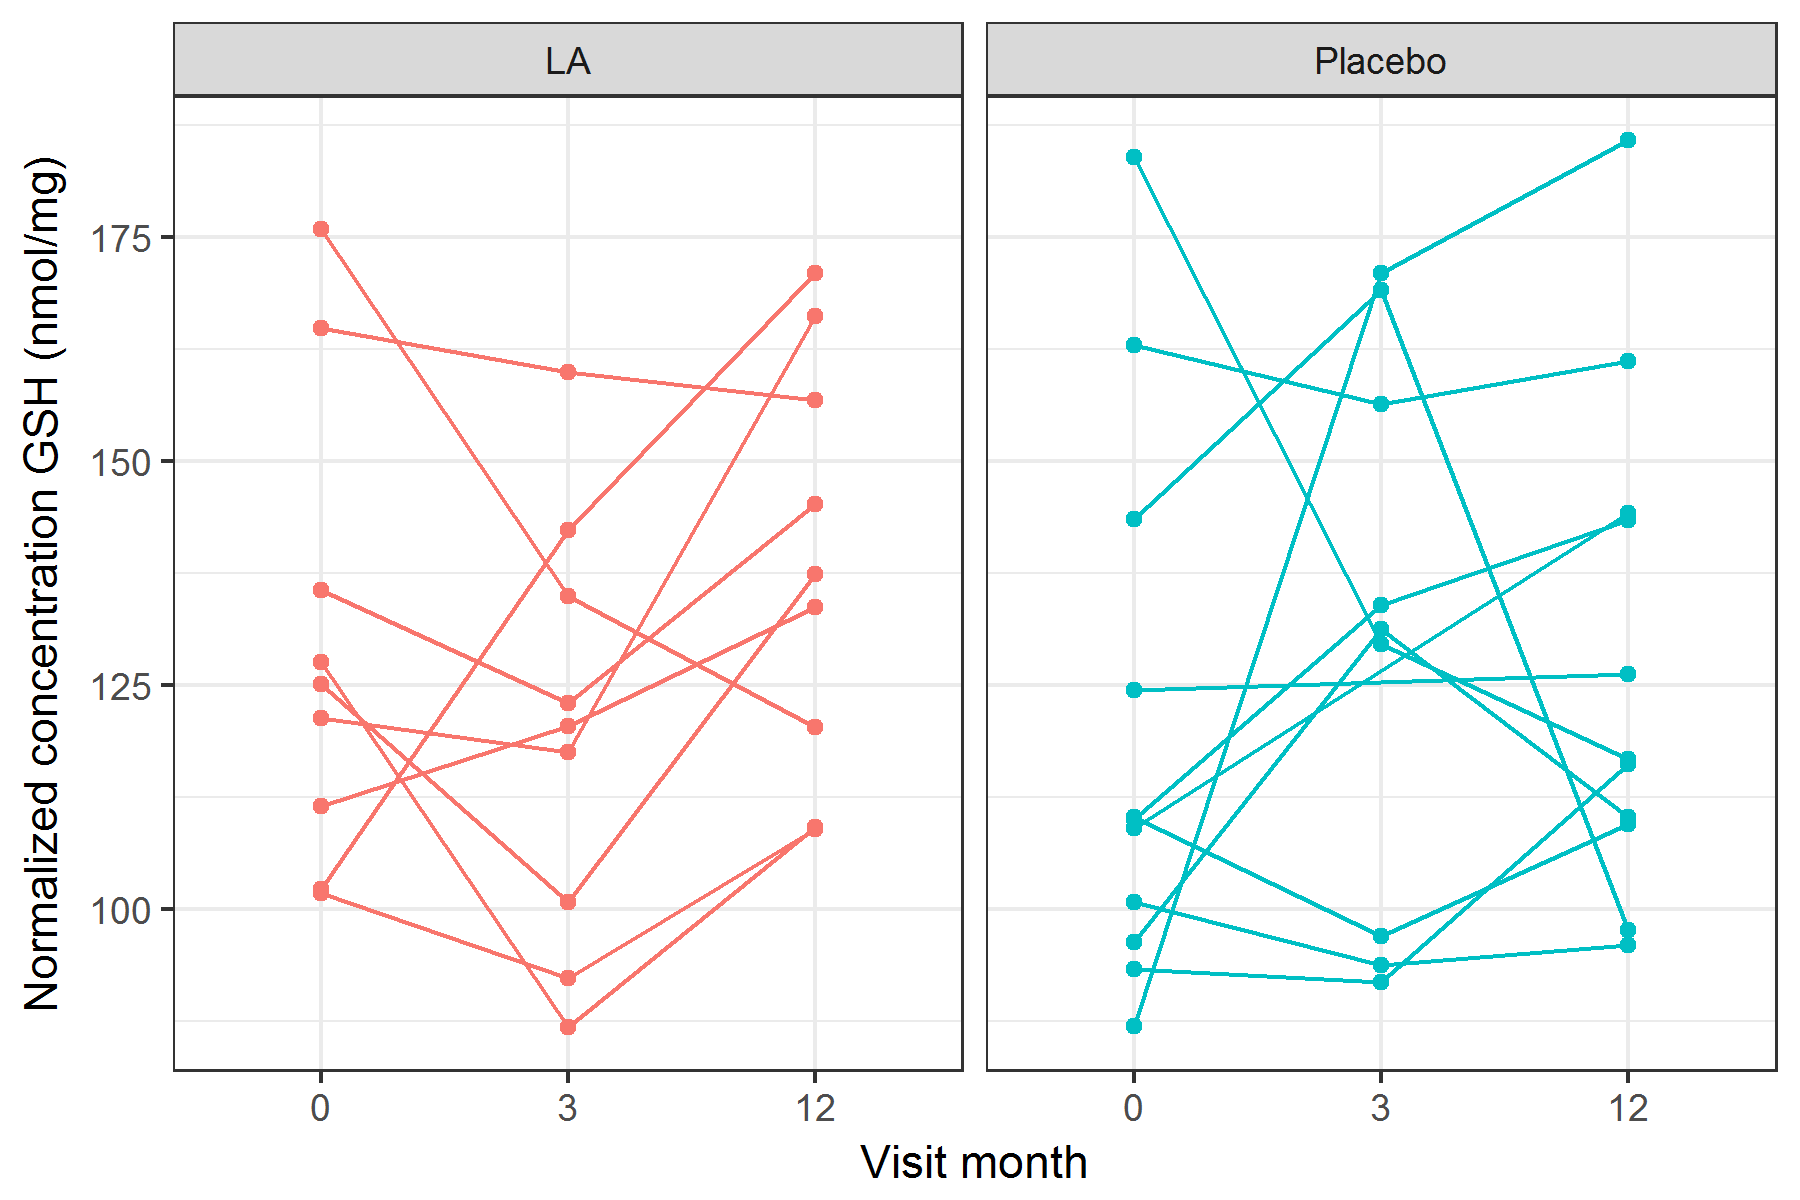 LA
Placebo
Normalized concentration GSH (nmol/mg)
175
150
125
100
0 3 12
0 3 12
Visit month